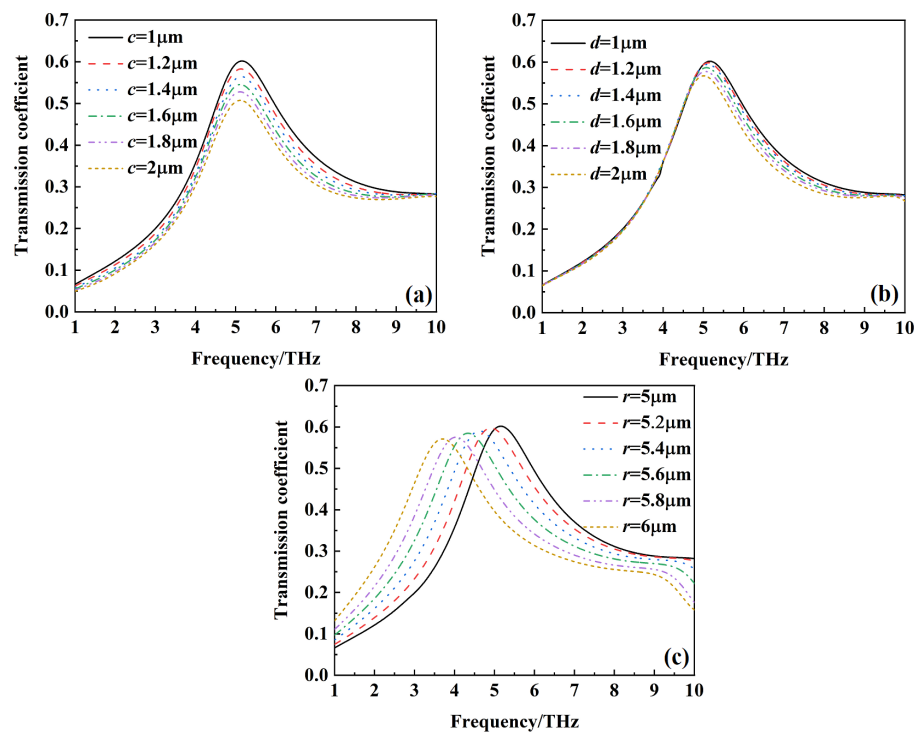 Transmission coefficient
0.7
0.6
0.5
0.4
0.3
0.2
0.1
0.0
c=1μm
c=1.2μm
c=1.4μm
c=1.6μm
c=1.8μm
c=2μm
(a)
1 2 3 4 5 6 7 8 9 10
Frequency/THz
Transmission coefficient
0.7
0.6
0.5
0.4
0.3
0.2
0.1
0.0
d=1μm
d=1.2μm
d=1.4μm
d=1.6μm
d=1.8μm
d=2μm
(b)
1 2 3 4 5 6 7 8 9 10
Frequency/THz
Transmission coefficient
0.7
0.6
0.5
0.4
0.3
0.2
0.1
0.0
r=5μm
r=5.2μm
r=5.4μm
r=5.6μm
r=5.8μm
r=6μm
(c)
1 2 3 4 5 6 7 8 9 10
Frequency/THz